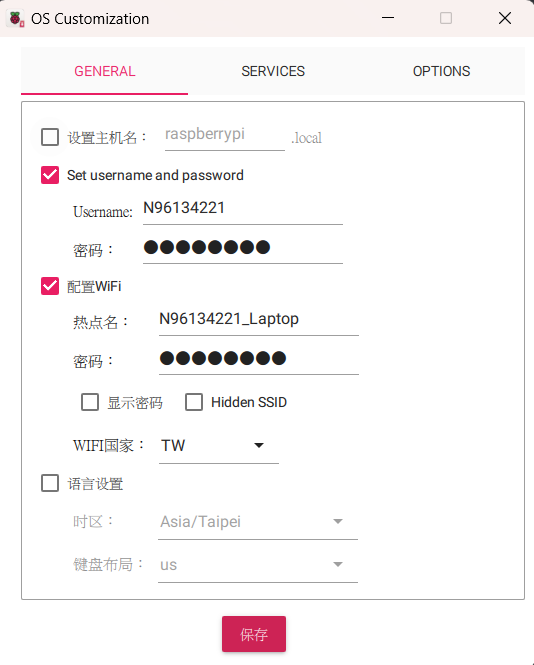 OS Customization
GENERAL SERVICES OPTIONS
设置主机名： raspberrypi .local
Set username and password
Username: N96134221
密码： ●●●●●●●●
配置WiFi
热点名： N96134221_Laptop
密码： ●●●●●●●●
显示密码 Hidden SSID
WIFI国家： TW
语言设置
时区： Asia/Taipei
键盘布局： us
保存